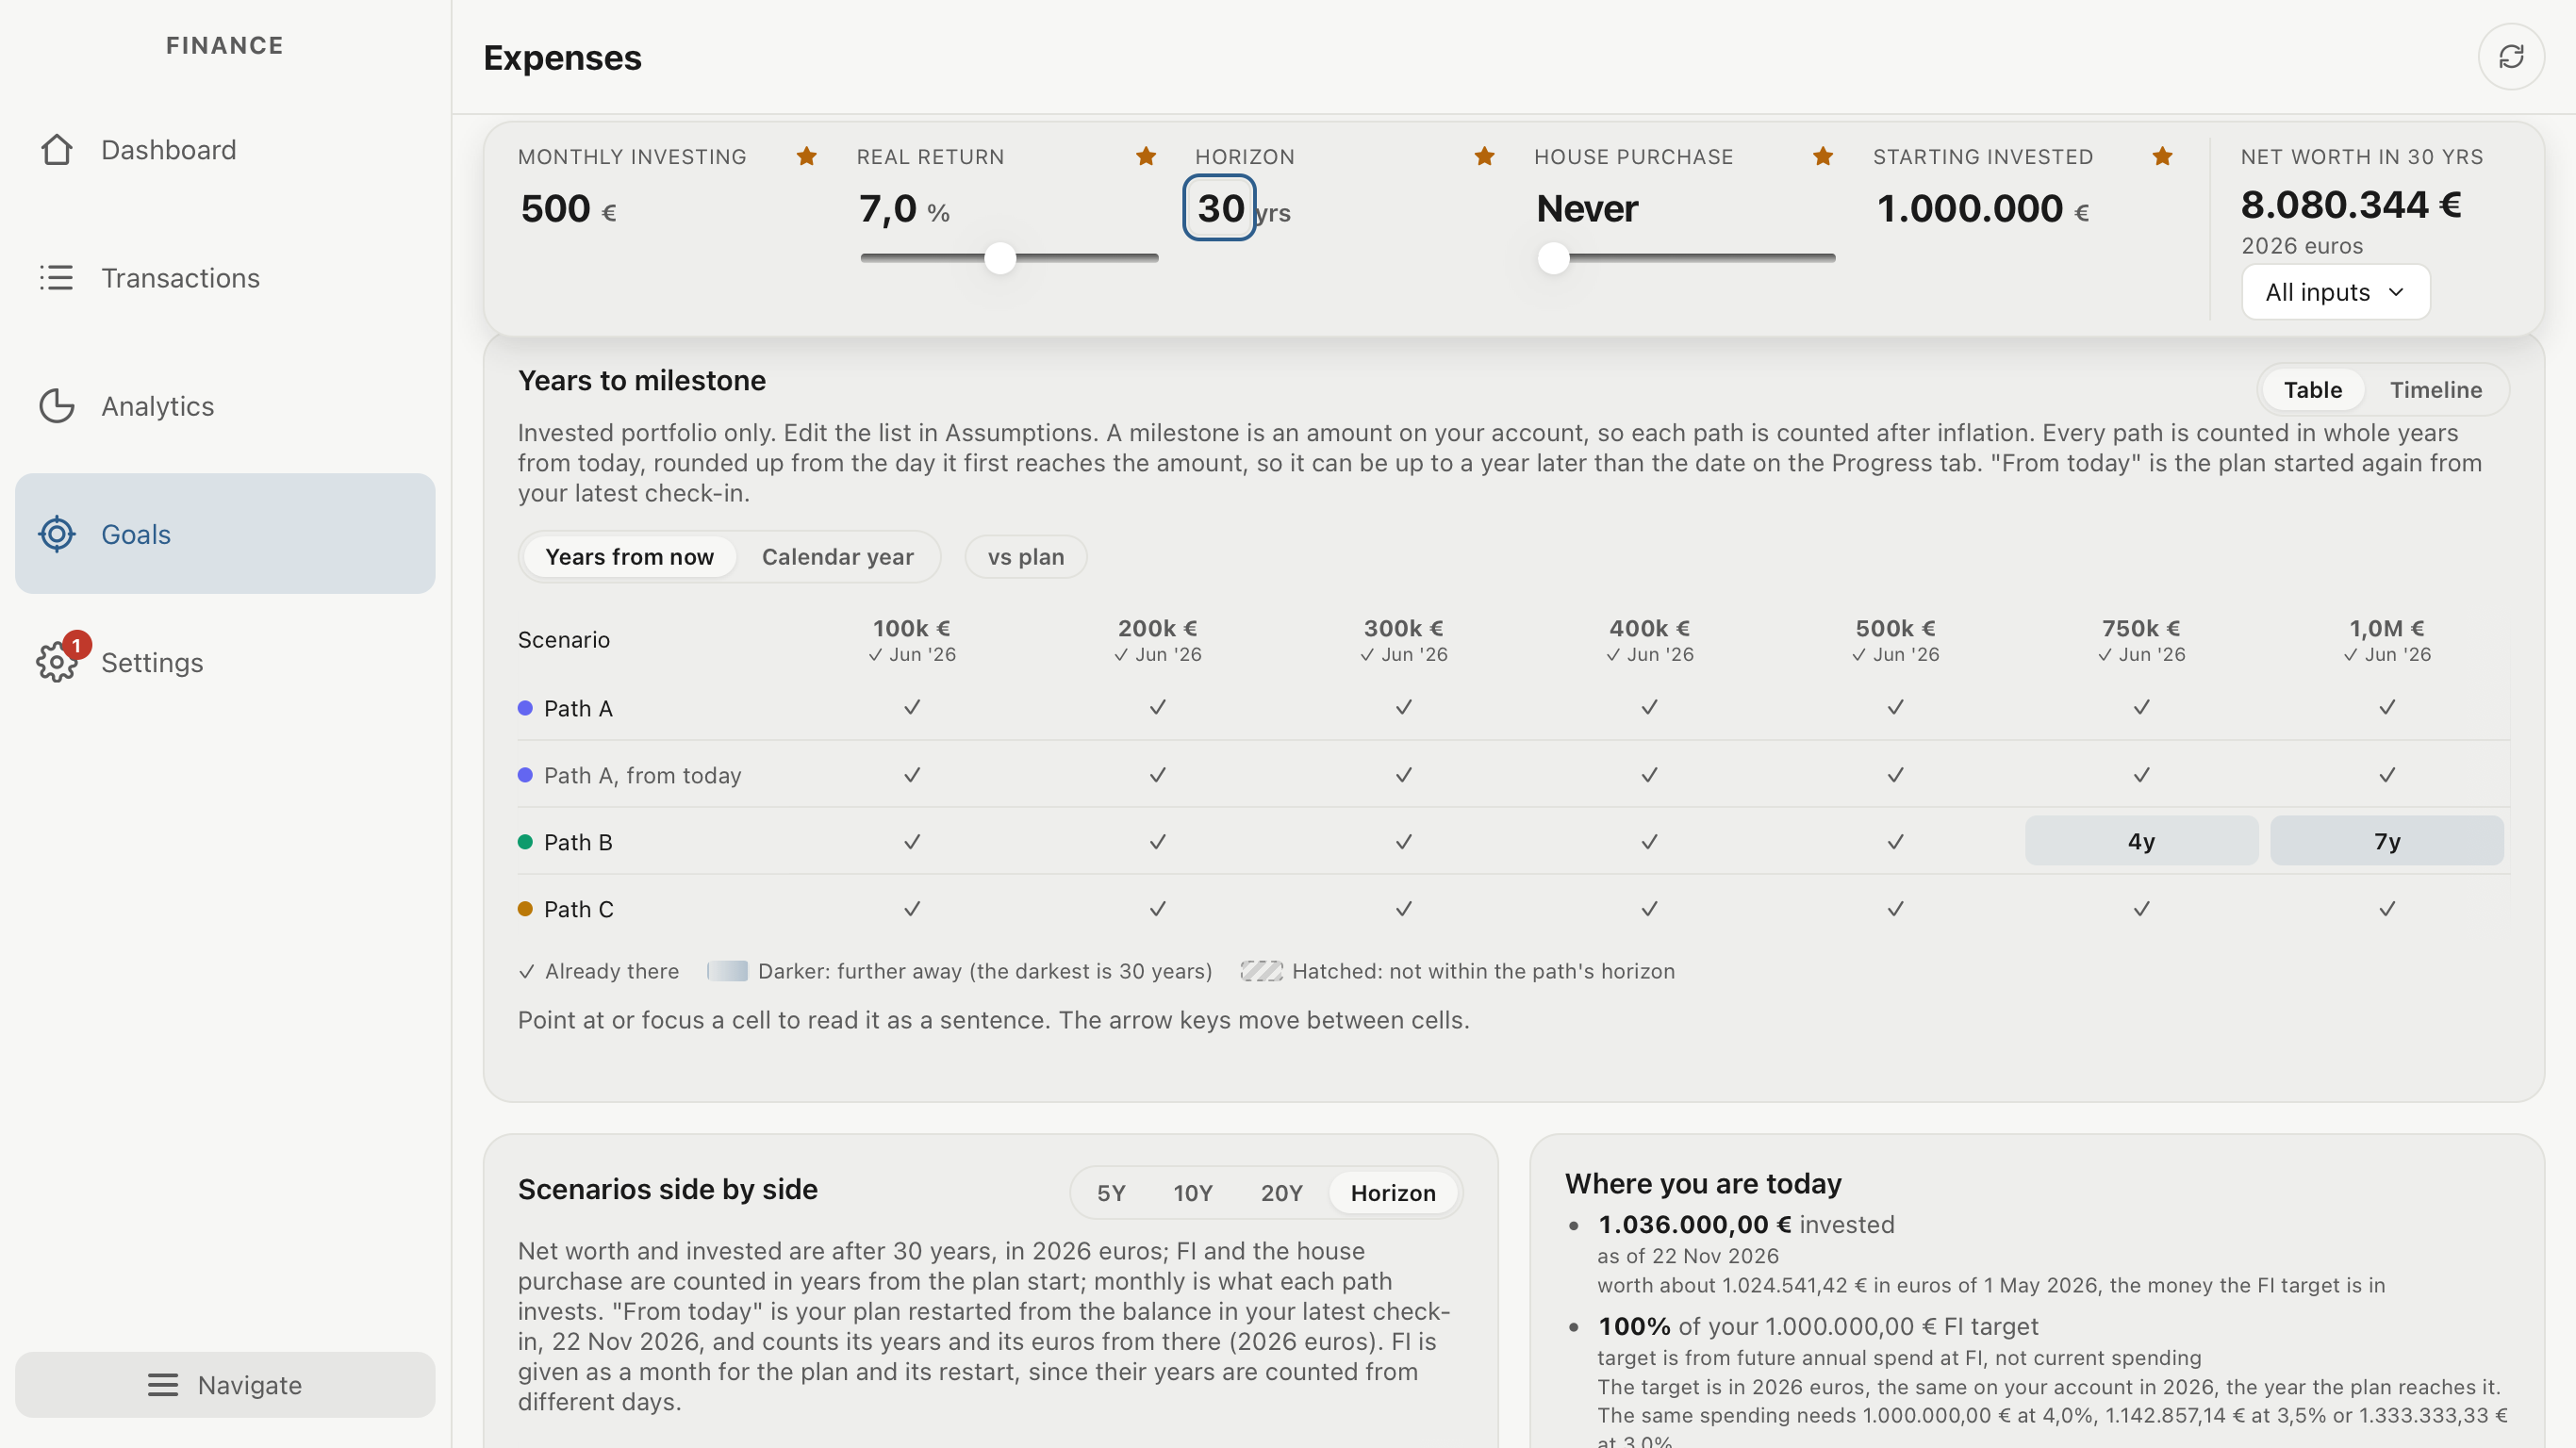 FINANCE
Dashboard
Transactions
Analytics
Goals
1
Settings
Navigate
Expenses
MONTHLY INVESTING
500 €
REAL RETURN
7,0 %
HORIZON
30 yrs
HOUSE PURCHASE
Never
STARTING INVESTED
1.000.000 €
NET WORTH IN 30 YRS
8.080.344 €
2026 euros
All inputs
Years to milestone
Table Timeline
Invested portfolio only. Edit the list in Assumptions. A milestone is an amount on your account, so each path is counted after inflation. Every path is counted in whole years
from today, rounded up from the day it first reaches the amount, so it can be up to a year later than the date on the Progress tab. "From today" is the plan started again from
your latest check-in.
Years from now Calendar year vs plan
Scenario 100k € 200k € 300k € 400k € 500k € 750k € 1,0M €
✓ Jun '26 ✓ Jun '26 ✓ Jun '26 ✓ Jun '26 ✓ Jun '26 ✓ Jun '26 ✓ Jun '26
Path A ✓ ✓ ✓ ✓ ✓ ✓ ✓
Path A, from today ✓ ✓ ✓ ✓ ✓ ✓ ✓
Path B ✓ ✓ ✓ ✓ ✓ 4y 7y
Path C ✓ ✓ ✓ ✓ ✓ ✓ ✓
✓ Already there Darker: further away (the darkest is 30 years) Hatched: not within the path's horizon
Point at or focus a cell to read it as a sentence. The arrow keys move between cells.
Scenarios side by side
5Y 10Y 20Y Horizon
Net worth and invested are after 30 years, in 2026 euros; FI and the house
purchase are counted in years from the plan start; monthly is what each path
invests. "From today" is your plan restarted from the balance in your latest check-
in, 22 Nov 2026, and counts its years and its euros from there (2026 euros). FI is
given as a month for the plan and its restart, since their years are counted from
different days.
Where you are today
• 1.036.000,00 € invested
as of 22 Nov 2026
worth about 1.024.541,42 € in euros of 1 May 2026, the money the FI target is in
• 100% of your 1.000.000,00 € FI target
target is from future annual spend at FI, not current spending
The target is in 2026 euros, the same on your account in 2026, the year the plan reaches it.
The same spending needs 1.000.000,00 € at 4,0%, 1.142.857,14 € at 3,5% or 1.333.333,33 €
at 3,0%